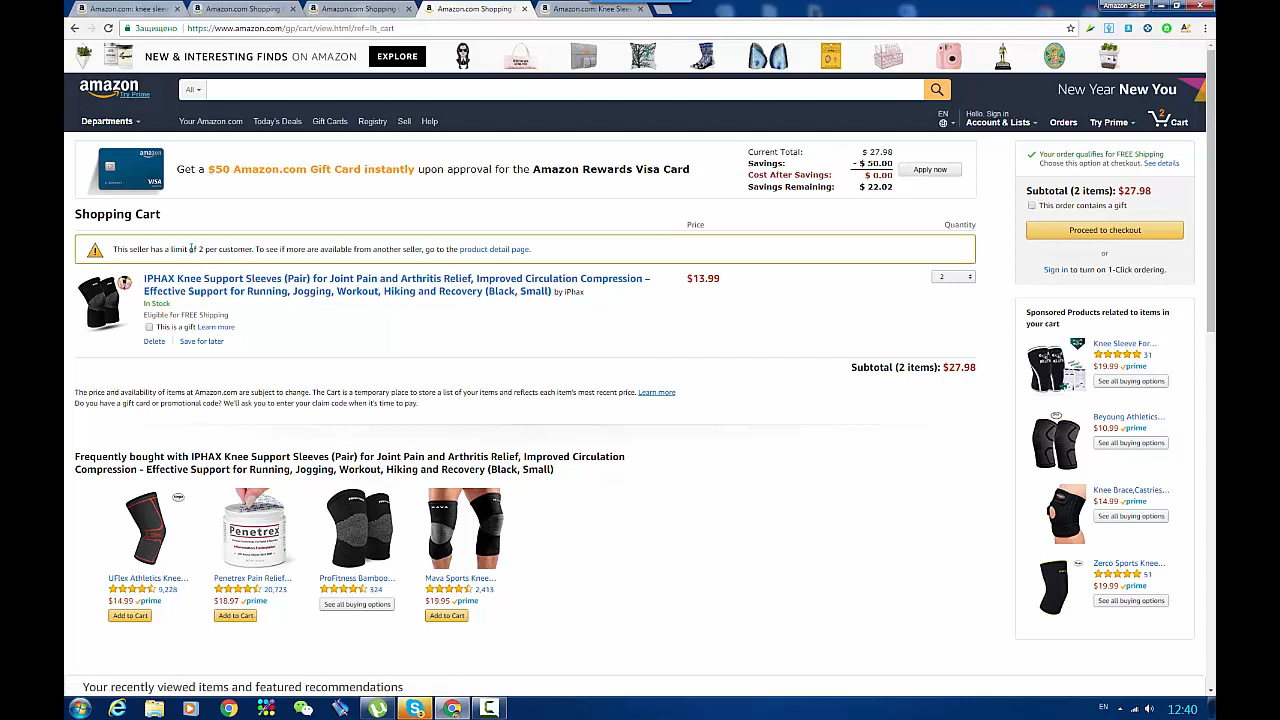 Amazon.com: knee slee
Amazon.com Shopping
Amazon.com Shopping
Amazon.com Shopping
Amazon.com: Knee Slee
Amazon Seller
Защищено
https://www.amazon.com/gp/cart/view.html/ref=lh_cart
NEW & INTERESTING FINDS ON AMAZON
EXPLORE
amazon
Try Prime
All
New Year New You
Departments
Your Amazon.com
Today's Deals
Gift Cards
Registry
Sell
Help
EN
Hello. Sign in
Account & Lists
Orders
Try Prime
2
Cart
amazon
VISA
Get a $50 Amazon.com Gift Card instantly upon approval for the Amazon Rewards Visa Card
Current Total: $ 27.98
Savings: - $ 50.00
Cost After Savings: $ 0.00
Savings Remaining: $ 22.02
Apply now
Shopping Cart
Price
Quantity
This seller has a limit of 2 per customer. To see if more are available from another seller, go to the product detail page.
IPHAX Knee Support Sleeves (Pair) for Joint Pain and Arthritis Relief, Improved Circulation Compression –
Effective Support for Running, Jogging, Workout, Hiking and Recovery (Black, Small) by iPhax
$13.99
2
In Stock
Eligible for FREE Shipping
This is a gift Learn more
Delete
Save for later
Subtotal (2 items): $27.98
The price and availability of items at Amazon.com are subject to change. The Cart is a temporary place to store a list of your items and reflects each item's most recent price. Learn more
Do you have a gift card or promotional code? We'll ask you to enter your claim code when it's time to pay.
Frequently bought with IPHAX Knee Support Sleeves (Pair) for Joint Pain and Arthritis Relief, Improved Circulation
Compression - Effective Support for Running, Jogging, Workout, Hiking and Recovery (Black, Small)
Penetrex
MAVA
UFlex Athletics Knee...
9,228
$14.99 prime
Add to Cart
Penetrex Pain Relief...
20,723
$18.97 prime
Add to Cart
ProFitness Bamboo...
324
See all buying options
Mava Sports Knee...
2,413
$19.95 prime
Add to Cart
Your recently viewed items and featured recommendations
Your order qualifies for FREE Shipping
Choose this option at checkout. See details
Subtotal (2 items): $27.98
This order contains a gift
Proceed to checkout
or
Sign in to turn on 1-Click ordering.
Sponsored Products related to items in
your cart
Knee Sleeve For...
31
$19.99 prime
See all buying options
Beyoung Athletics...
$10.99 prime
See all buying options
Knee Brace,Castries...
$14.99 prime
See all buying options
Zerco Sports Knee...
51
$19.99 prime
See all buying options
EN
12:40